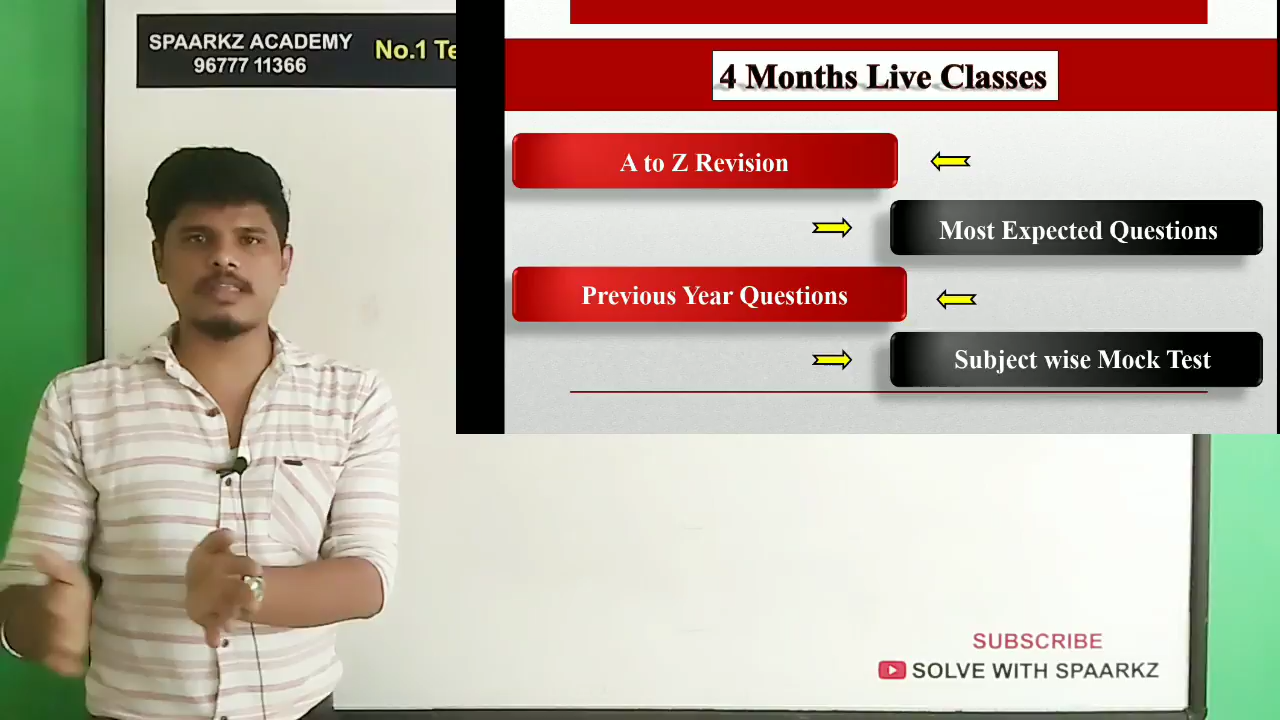 SPAARKZ ACADEMY
96777 11366
No.1
4 Months Live Classes
A to Z Revision
Most Expected Questions
Previous Year Questions
Subject wise Mock Test
SUBSCRIBE
SOLVE WITH SPAARKZ